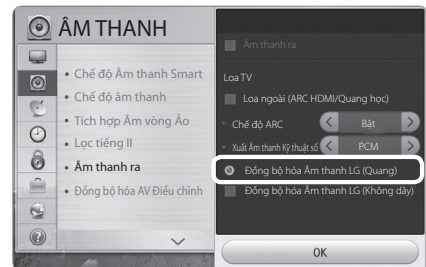 ÂM THANH
• Chế độ Âm thanh Smart
• Chế độ âm thanh
• Tích hợp Âm vòng Ảo
• Lọc tiếng II
• Âm thanh ra
• Đồng bộ hóa AV Điều chỉnh
Âm thanh ra
Loa TV
Loa ngoài (ARC HDMI/Quang học)
• Chế độ ARC < Bật >
• Xuất Âm thanh Kỹ thuật số < PCM >
Đồng bộ hóa Âm thanh LG (Quang)
Đồng bộ hóa Âm thanh LG (Không dây)
OK